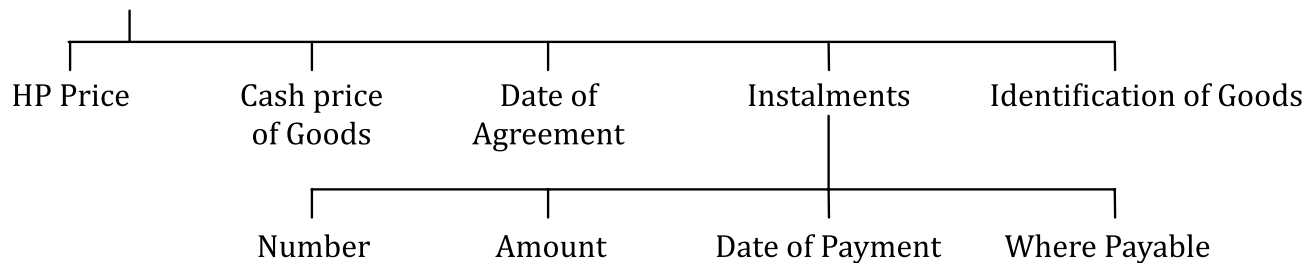 HP Price
Cash price
of Goods
Date of
Agreement
Instalments
Identification of Goods
Number
Amount
Date of Payment
Where Payable